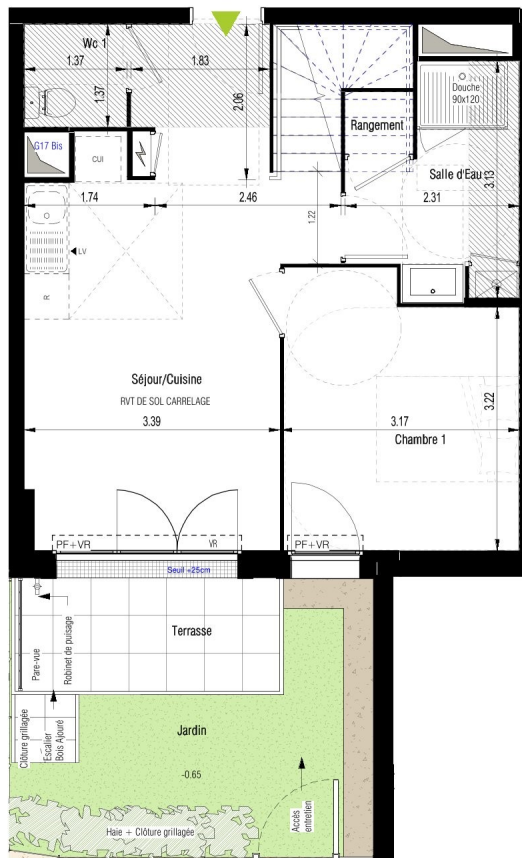 Wc 1
1.37
1.83
1.37
2.06
Douche
90x120
Rangement
G17 Bis
CUI
Salle d'Eau 1
3.13
1.74
2.46
2.31
1.22
LV
R
Séjour/Cuisine
RVT DE SOL CARRELAGE
3.39
3.17
3.22
Chambre 1
PF+VR
VR
PF+VR
Seuil <25cm
Terrasse
Pare-vue
Robinet de puisage
Clôture grillagée
Escalier
Bois Ajouré
Jardin
-0.65
Accès
entretien
Haie + Clôture grillagée